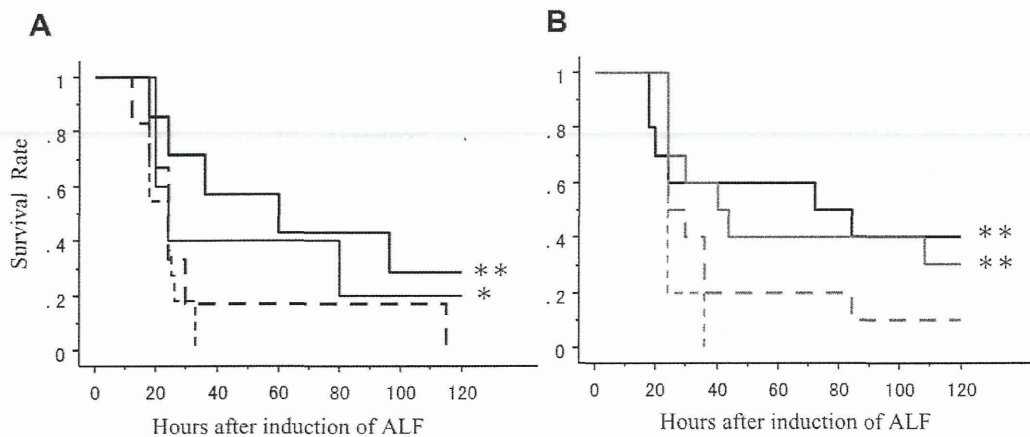 A
B
Survival Rate
1
. 8
. 6
. 4
. 2
0
0 20 40 60 80 100 120
Hours after induction of ALF
**
*
1
. 8
. 6
. 4
. 2
0
0 20 40 60 80 100 120
Hours after induction of ALF
**
**